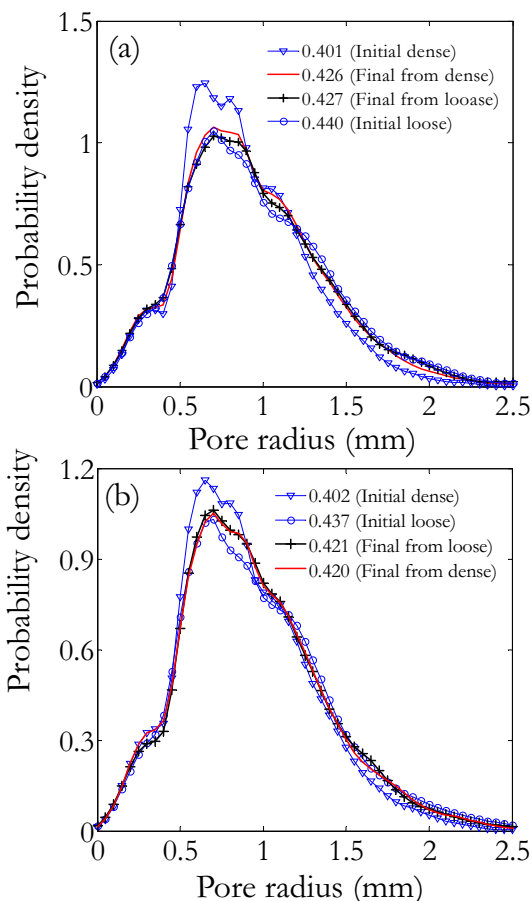 1.5
(a)
0.401 (Initial dense)
0.426 (Final from dense)
0.427 (Final from looase)
0.440 (Initial loose)
1
0.5
0
Probability density
0 0.5 1 1.5 2 2.5
Pore radius (mm)
1.2
(b)
0.402 (Initial dense)
0.437 (Initial loose)
0.421 (Final from loose)
0.420 (Final from dense)
0.9
0.6
0.3
0
Probability density
0 0.5 1 1.5 2 2.5
Pore radius (mm)